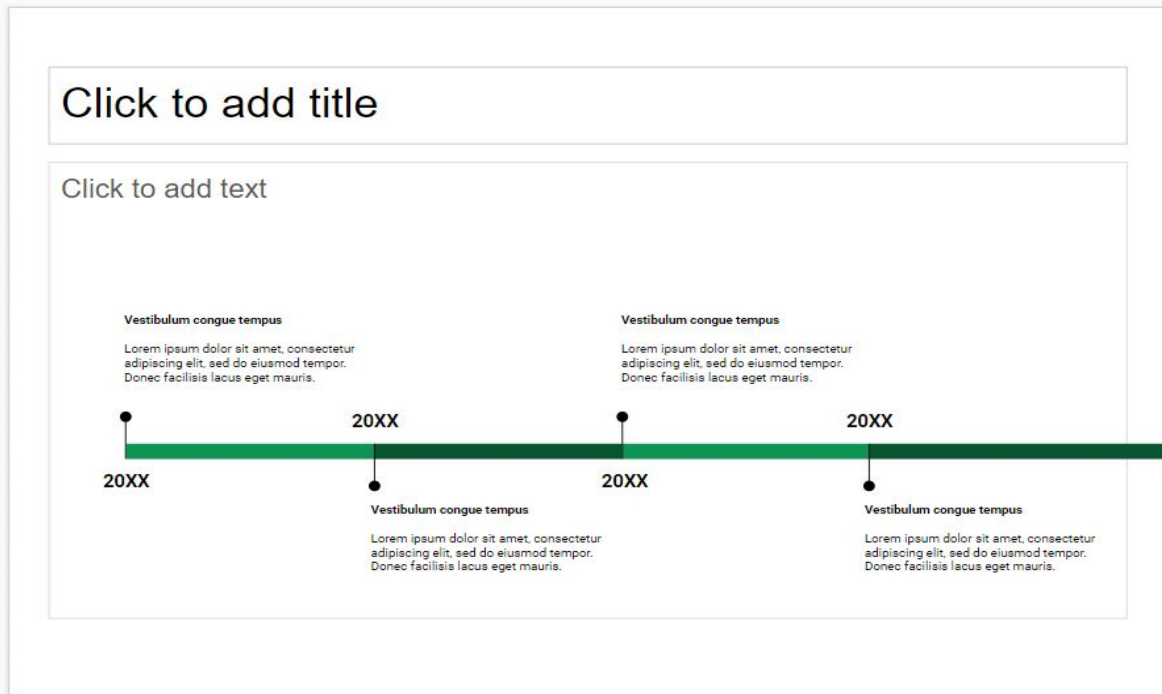 Click to add title
Click to add text
Vestibulum congue tempus
Lorem ipsum dolor sit amet, consectetur
adipiscing elit, sed do eiusmod tempor.
Donec facilisis lacus eget mauris.
Vestibulum congue tempus
Lorem ipsum dolor sit amet, consectetur
adipiscing elit, sed do eiusmod tempor.
Donec facilisis lacus eget mauris.
20XX
20XX
20XX
20XX
Vestibulum congue tempus
Lorem ipsum dolor sit amet, consectetur
adipiscing elit, sed do eiusmod tempor.
Donec facilisis lacus eget mauris.
Vestibulum congue tempus
Lorem ipsum dolor sit amet, consectetur
adipiscing elit, sed do eiusmod tempor.
Donec facilisis lacus eget mauris.